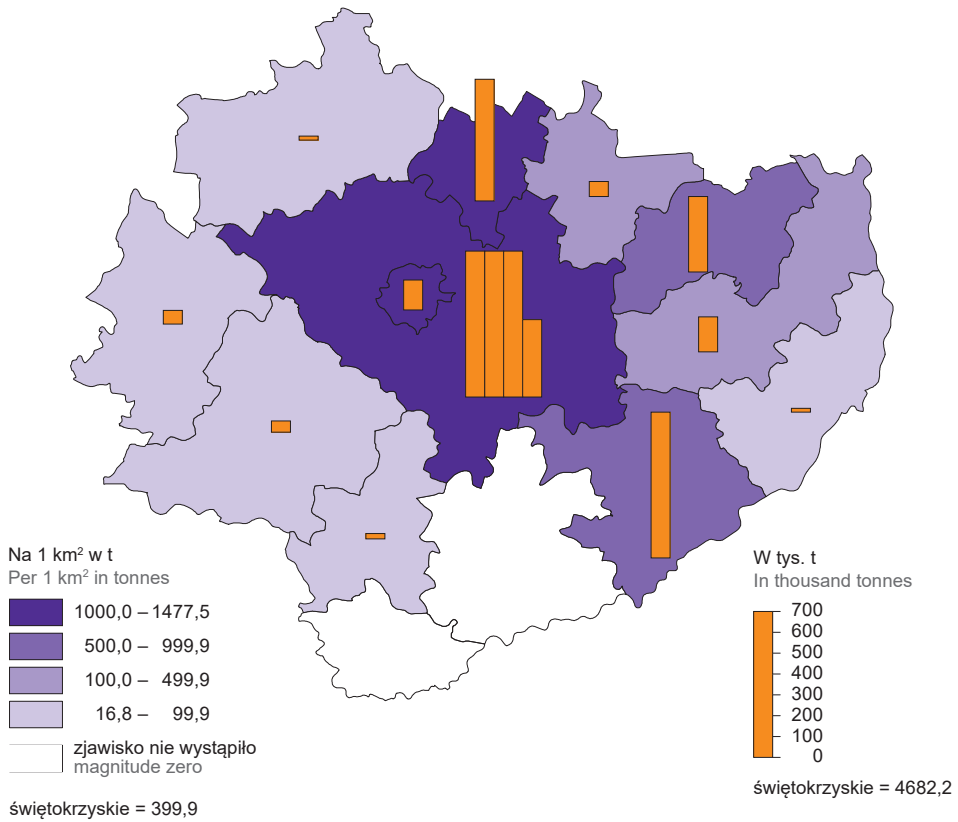 Na 1 km² w t
Per 1 km² in tonnes
1000,0 – 1477,5
500,0 – 999,9
100,0 – 499,9
16,8 – 99,9
zjawisko nie wystąpiło
magnitude zero
świętokrzyskie = 399,9
W tys. t
In thousand tonnes
700
600
500
400
300
200
100
0
świętokrzyskie = 4682,2